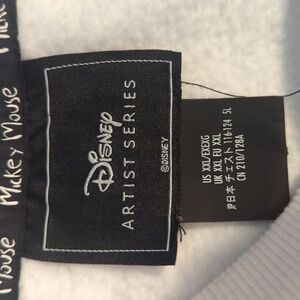 Mickey Mouse
Mouse
Disney
ARTIST SERIES
©DISNEY
US XXL/EXEXG
UK XXL EU XXL
CN 210/128A
JP日本 チェスト 116-124 5L